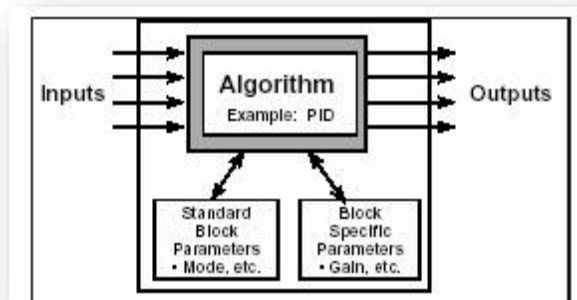 Inputs
Algorithm
Example: PID
Outputs
Standard
Block
Parameters
• Mode, etc.
Block
Specific
Parameters
• Gain, etc.